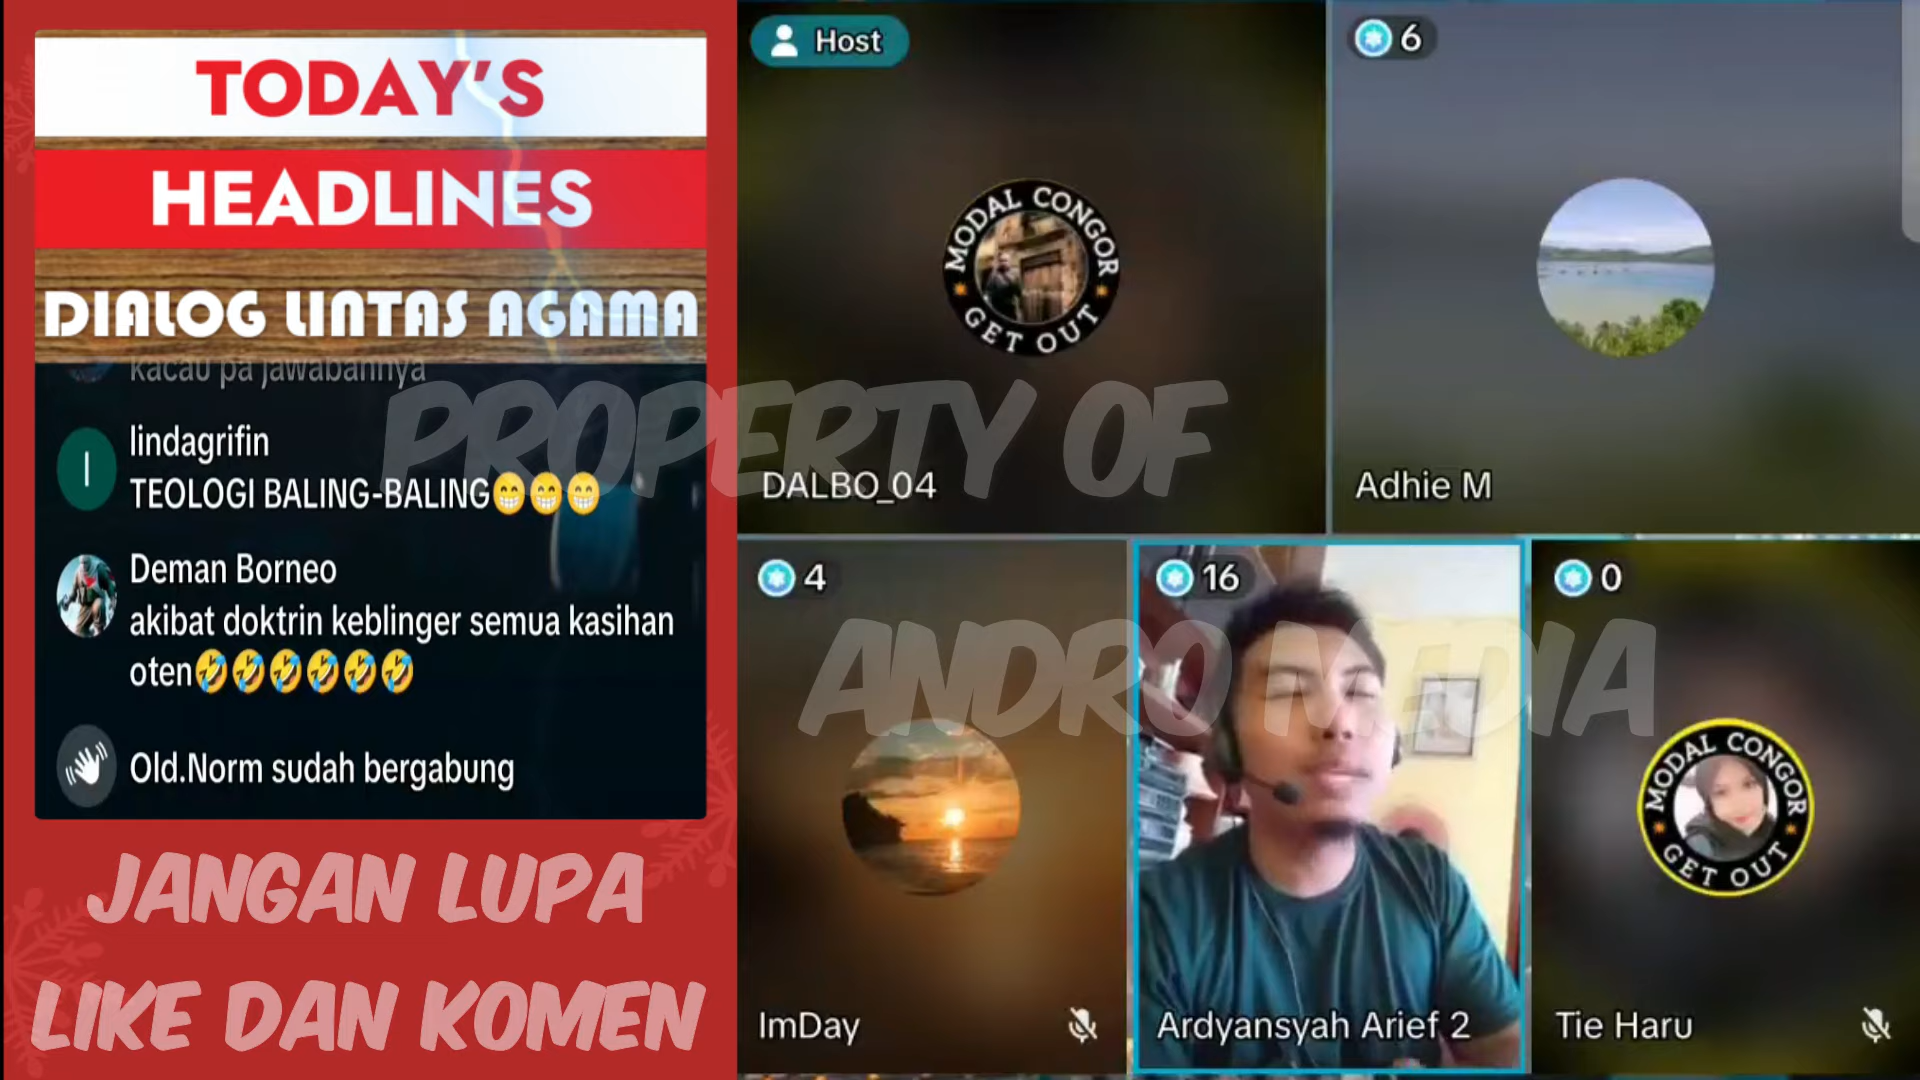 TODAY'S
HEADLINES
DIALOG LINTAS AGAMA
kacau pa jawabannya
lindagrifin
TEOLOGI BALING-BALING😁😁😁
Deman Borneo
akibat doktrin keblinger semua kasihan
oten🤣🤣🤣🤣🤣🤣
Old.Norm sudah bergabung
JANGAN LUPA
LIKE DAN KOMEN
PROPERTY OF
ANDRO MEDIA
Host
MODAL CONGOR
GET OUT
DALBO_04
6
Adhie M
4
ImDay
16
Ardyansyah Arief 2
0
MODAL CONGOR
GET OUT
Tie Haru